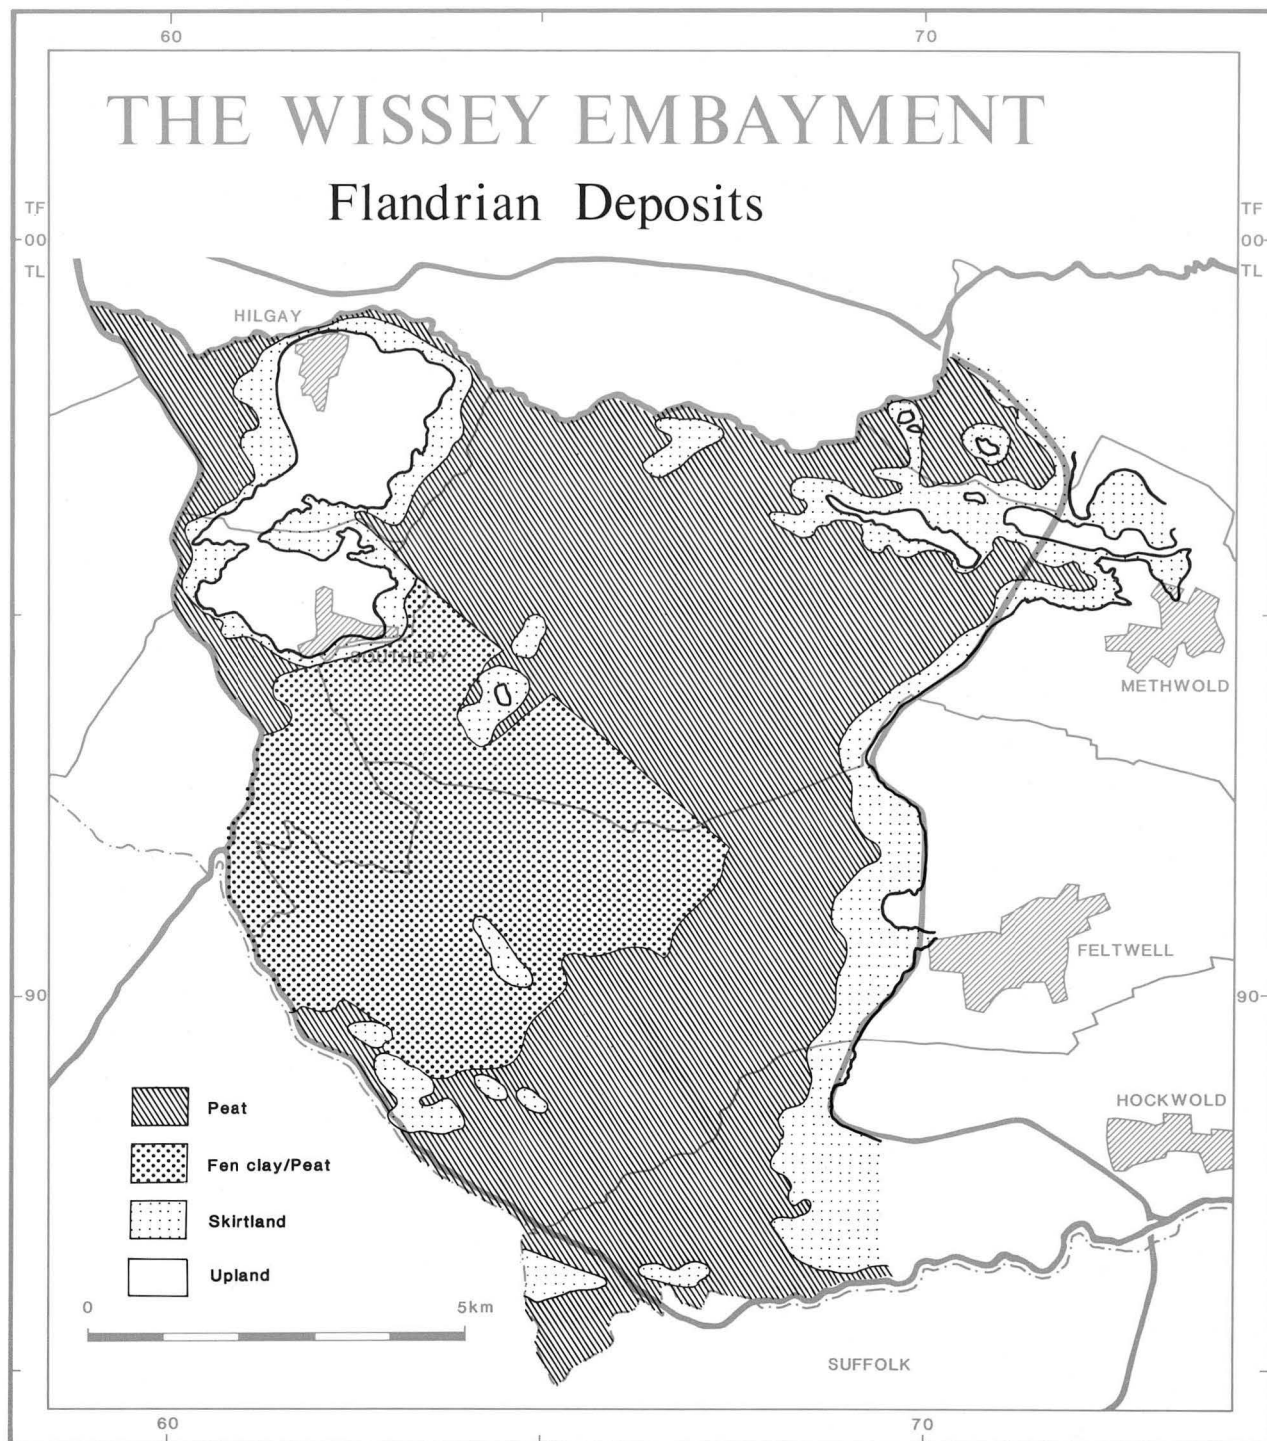 60 70
THE WISSEY EMBAYMENT
Flandrian Deposits
TF TF
00 00
TL TL
HILGAY
SOUTHERY
METHWOLD
FELTWELL
90 90
HOCKWOLD
Peat
Fen clay/Peat
Skirtland
Upland
0 5km
SUFFOLK
60 70